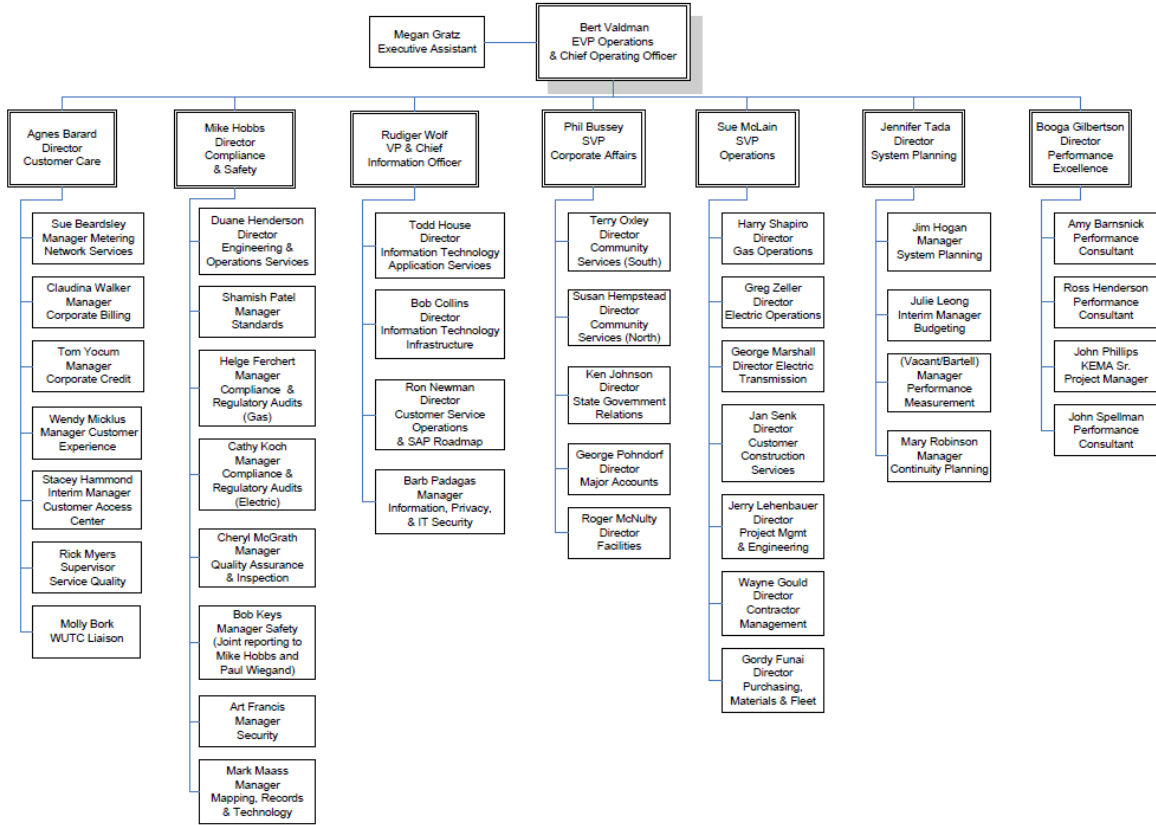 Megan Gratz
Executive Assistant
Bert Valdman
EVP Operations
& Chief Operating Officer
Agnes Barard
Director
Customer Care
Mike Hobbs
Director
Compliance
& Safety
Rudiger Wolf
VP & Chief
Information Officer
Phil Bussey
SVP
Corporate Affairs
Sue McLain
SVP
Operations
Jennifer Tada
Director
System Planning
Booga Gilbertson
Director
Performance
Excellence
Sue Beardsley
Manager Metering
Network Services
Claudina Walker
Manager
Corporate Billing
Tom Yocum
Manager
Corporate Credit
Wendy Micklus
Manager Customer
Experience
Stacey Hammond
Interim Manager
Customer Access
Center
Rick Myers
Supervisor
Service Quality
Molly Bork
WUTC Liaison
Duane Henderson
Director
Engineering &
Operations Services
Shamish Patel
Manager
Standards
Helge Ferchert
Manager
Compliance &
Regulatory Audits
(Gas)
Cathy Koch
Manager
Compliance &
Regulatory Audits
(Electric)
Cheryl McGrath
Manager
Quality Assurance
& Inspection
Bob Keys
Manager Safety
(Joint reporting to
Mike Hobbs and
Paul Wiegand)
Art Francis
Manager
Security
Mark Maass
Manager
Mapping, Records
& Technology
Todd House
Director
Information Technology
Application Services
Bob Collins
Director
Information Technology
Infrastructure
Ron Newman
Director
Customer Service
Operations
& SAP Roadmap
Barb Padagas
Manager
Information, Privacy,
& IT Security
Terry Oxley
Director
Community
Services (South)
Susan Hempstead
Director
Community
Services (North)
Ken Johnson
Director
State Government
Relations
George Pohndorf
Director
Major Accounts
Roger McNulty
Director
Facilities
Harry Shapiro
Director
Gas Operations
Greg Zeller
Director
Electric Operations
George Marshall
Director Electric
Transmission
Jan Senk
Director
Customer
Construction
Services
Jerry Lehenbauer
Director
Project Mgmt
& Engineering
Wayne Gould
Director
Contractor
Management
Gordy Funai
Director
Purchasing,
Materials & Fleet
Jim Hogan
Manager
System Planning
Julie Leong
Interim Manager
Budgeting
(Vacant/Bartell)
Manager
Performance
Measurement
Mary Robinson
Manager
Continuity Planning
Amy Barnsnick
Performance
Consultant
Ross Henderson
Performance
Consultant
John Phillips
KEMA Sr.
Project Manager
John Spellman
Performance
Consultant